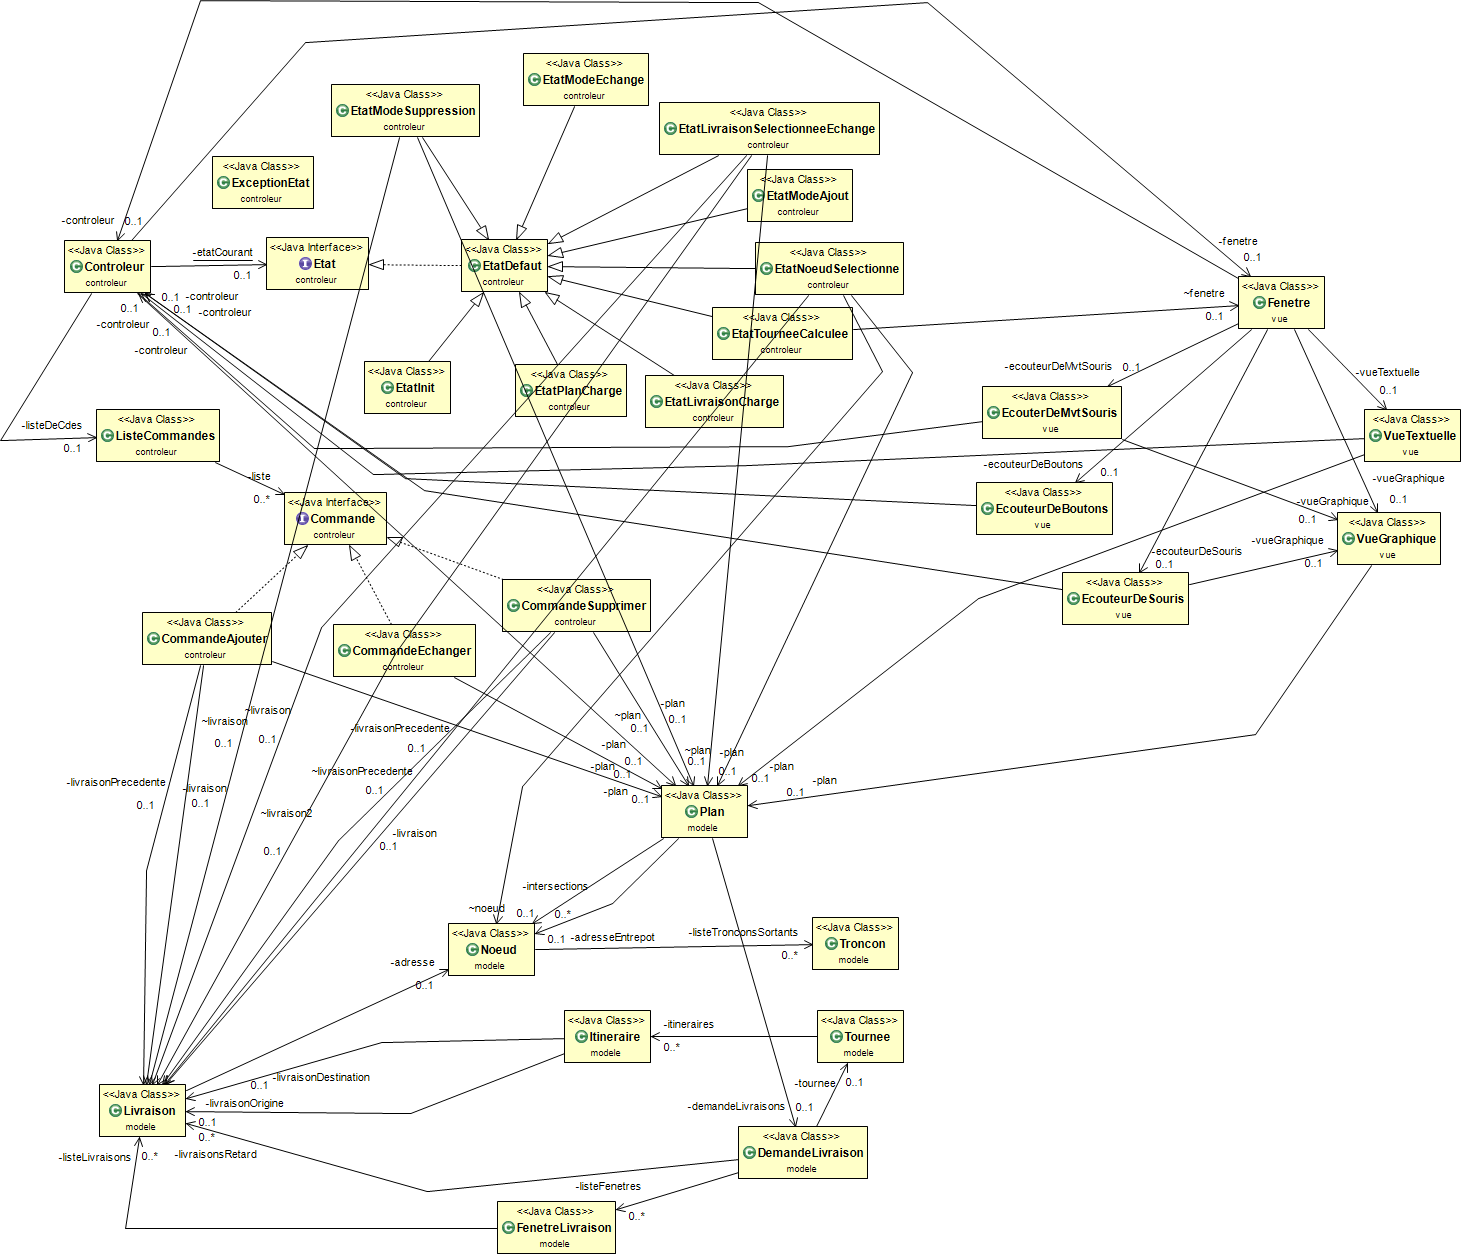 <<Java Class>>
EtatModeEchange
controleur
<<Java Class>>
EtatModeSuppression
controleur
<<Java Class>>
EtatLivraisonSelectionneeEchange
controleur
<<Java Class>>
ExceptionEtat
controleur
<<Java Class>>
EtatModeAjout
controleur
-controleur
0..1
<<Java Class>>
Controleur
controleur
-etatCourant
0..1
<<Java Interface>>
Etat
controleur
<<Java Class>>
EtatDefaut
controleur
<<Java Class>>
EtatNoeudSelectionne
controleur
-fenetre
0..1
<<Java Class>>
Fenetre
vue
~fenetre
0..1
0..1
-controleur
0..1
0..1
-controleur
-controleur
0..1
-controleur
<<Java Class>>
EtatTourneeCalculee
controleur
<<Java Class>>
EtatInit
controleur
<<Java Class>>
EtatPlanCharge
controleur
<<Java Class>>
EtatLivraisonCharge
controleur
-ecouteurDeMvtSouris
0..1
-vueTextuelle
0..1
<<Java Class>>
EcouterDeMvtSouris
vue
<<Java Class>>
VueTextuelle
vue
-listeDeCdes
0..1
<<Java Class>>
ListeCommandes
controleur
-liste
0..*
-ecouteurDeBoutons
0..1
<<Java Class>>
EcouteurDeBoutons
vue
-vueGraphique
0..1
-vueGraphique
0..1
<<Java Interface>>
Commande
controleur
<<Java Class>>
VueGraphique
vue
-vueGraphique
0..1
-ecouteurDeSouris
0..1
<<Java Class>>
EcouteurDeSouris
vue
<<Java Class>>
CommandeSupprimer
controleur
<<Java Class>>
CommandeAjouter
controleur
<<Java Class>>
CommandeEchanger
controleur
~livraison
0..1
~livraison
0..1
-livraisonPrecedente
0..1
~plan
0..1
-plan
0..1
-plan
0..1
~plan
0..1
-plan
0..1
-plan
0..1
-plan
0..1
-plan
0..1
-plan
0..1
-livraisonPrecedente
0..1
-livraison
0..1
~livraisonPrecedente
0..1
~livraison2
0..1
-livraison
0..1
<<Java Class>>
Plan
modele
-intersections
0..*
~noeud
0..1
0..1
-adresseEntrepot
<<Java Class>>
Noeud
modele
-listeTronconsSortants
0..*
<<Java Class>>
Troncon
modele
-adresse
0..1
<<Java Class>>
Itineraire
modele
-itineraires
0..*
<<Java Class>>
Tournee
modele
-tournee
0..1
<<Java Class>>
Livraison
modele
0..1
-livraisonDestination
-livraisonOrigine
0..1
0..*
-livraisonsRetard
-demandeLivraisons
0..1
<<Java Class>>
DemandeLivraison
modele
-listeLivraisons
0..*
-listeFenetres
0..*
<<Java Class>>
FenetreLivraison
modele